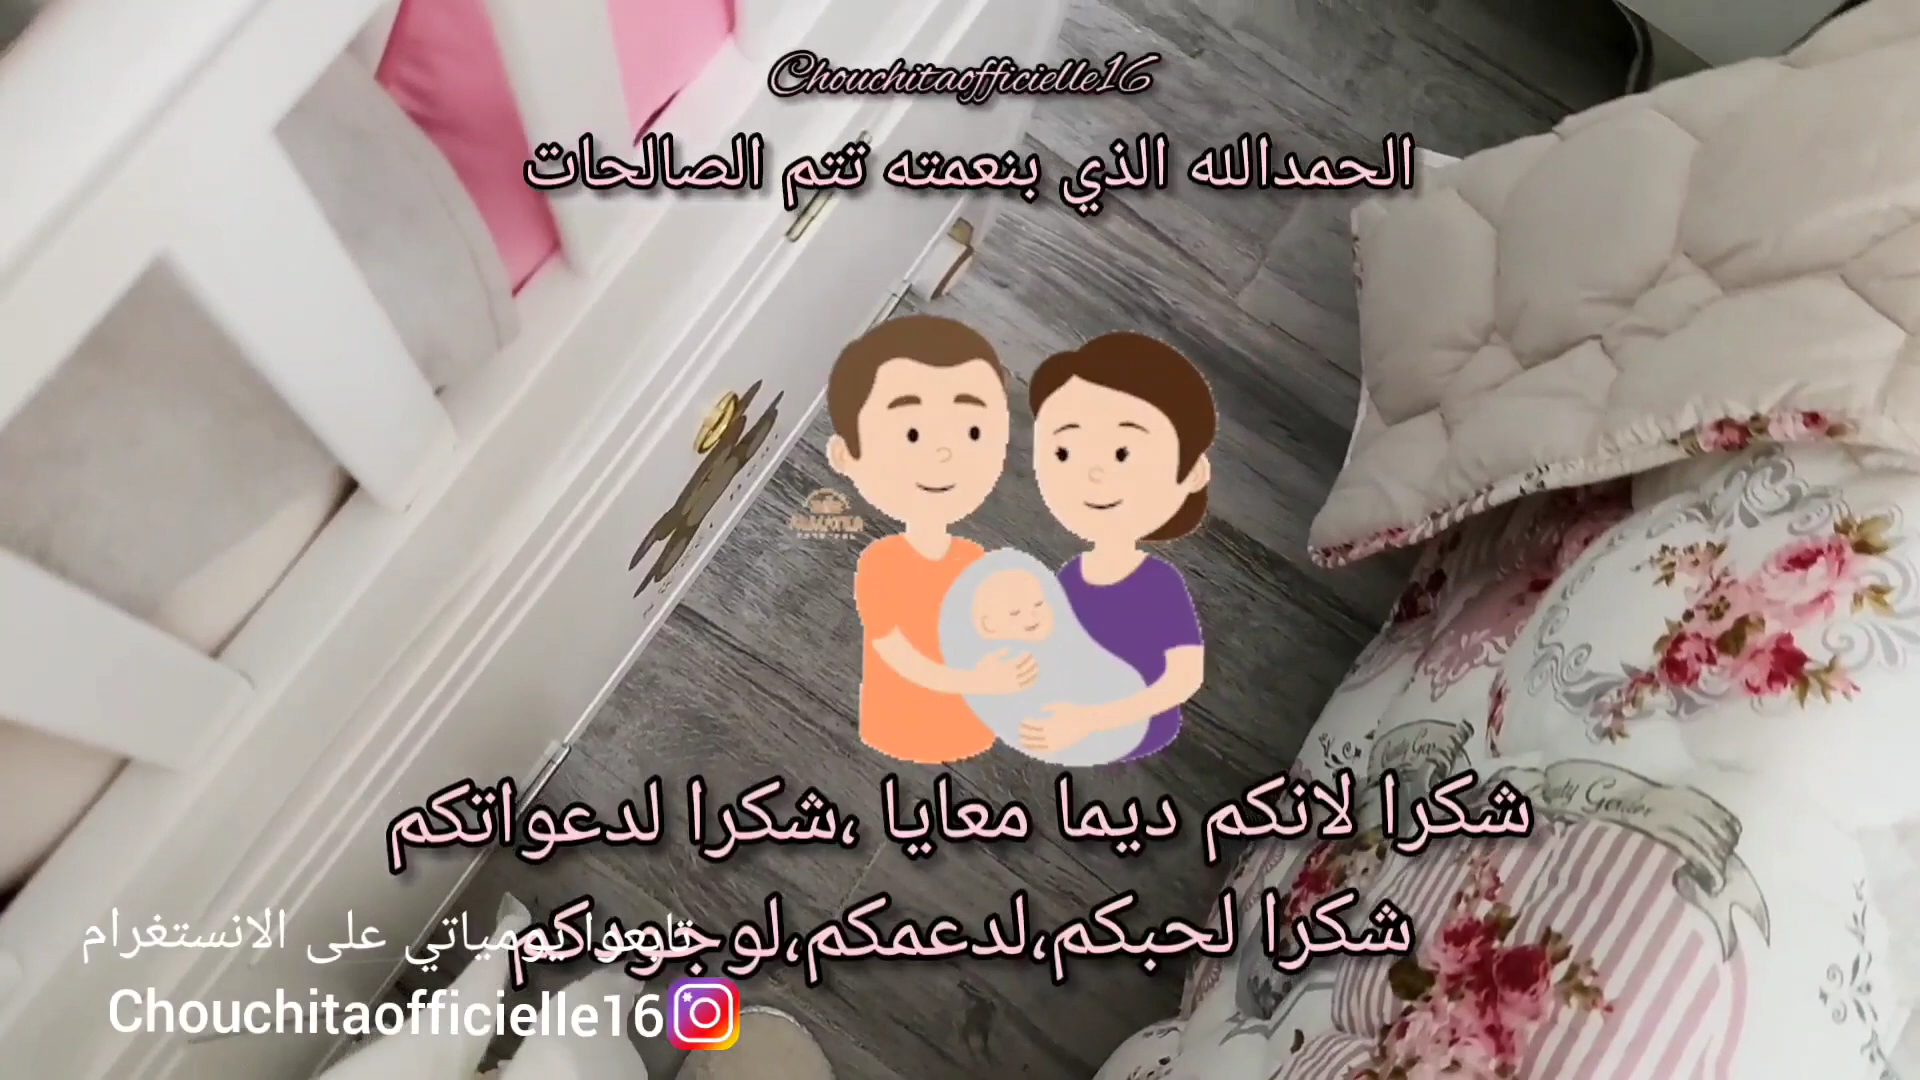 Chouchitaofficielle16
الحمدالله الذي بنعمته تتم الصالحات
شكرا لانكم ديما معايا ،شكرا لدعواتكم
شكرا لحبكم،لدعمكم،لوجودكم
تابعوا يومياتي على الانستغرام
Chouchitaofficielle16